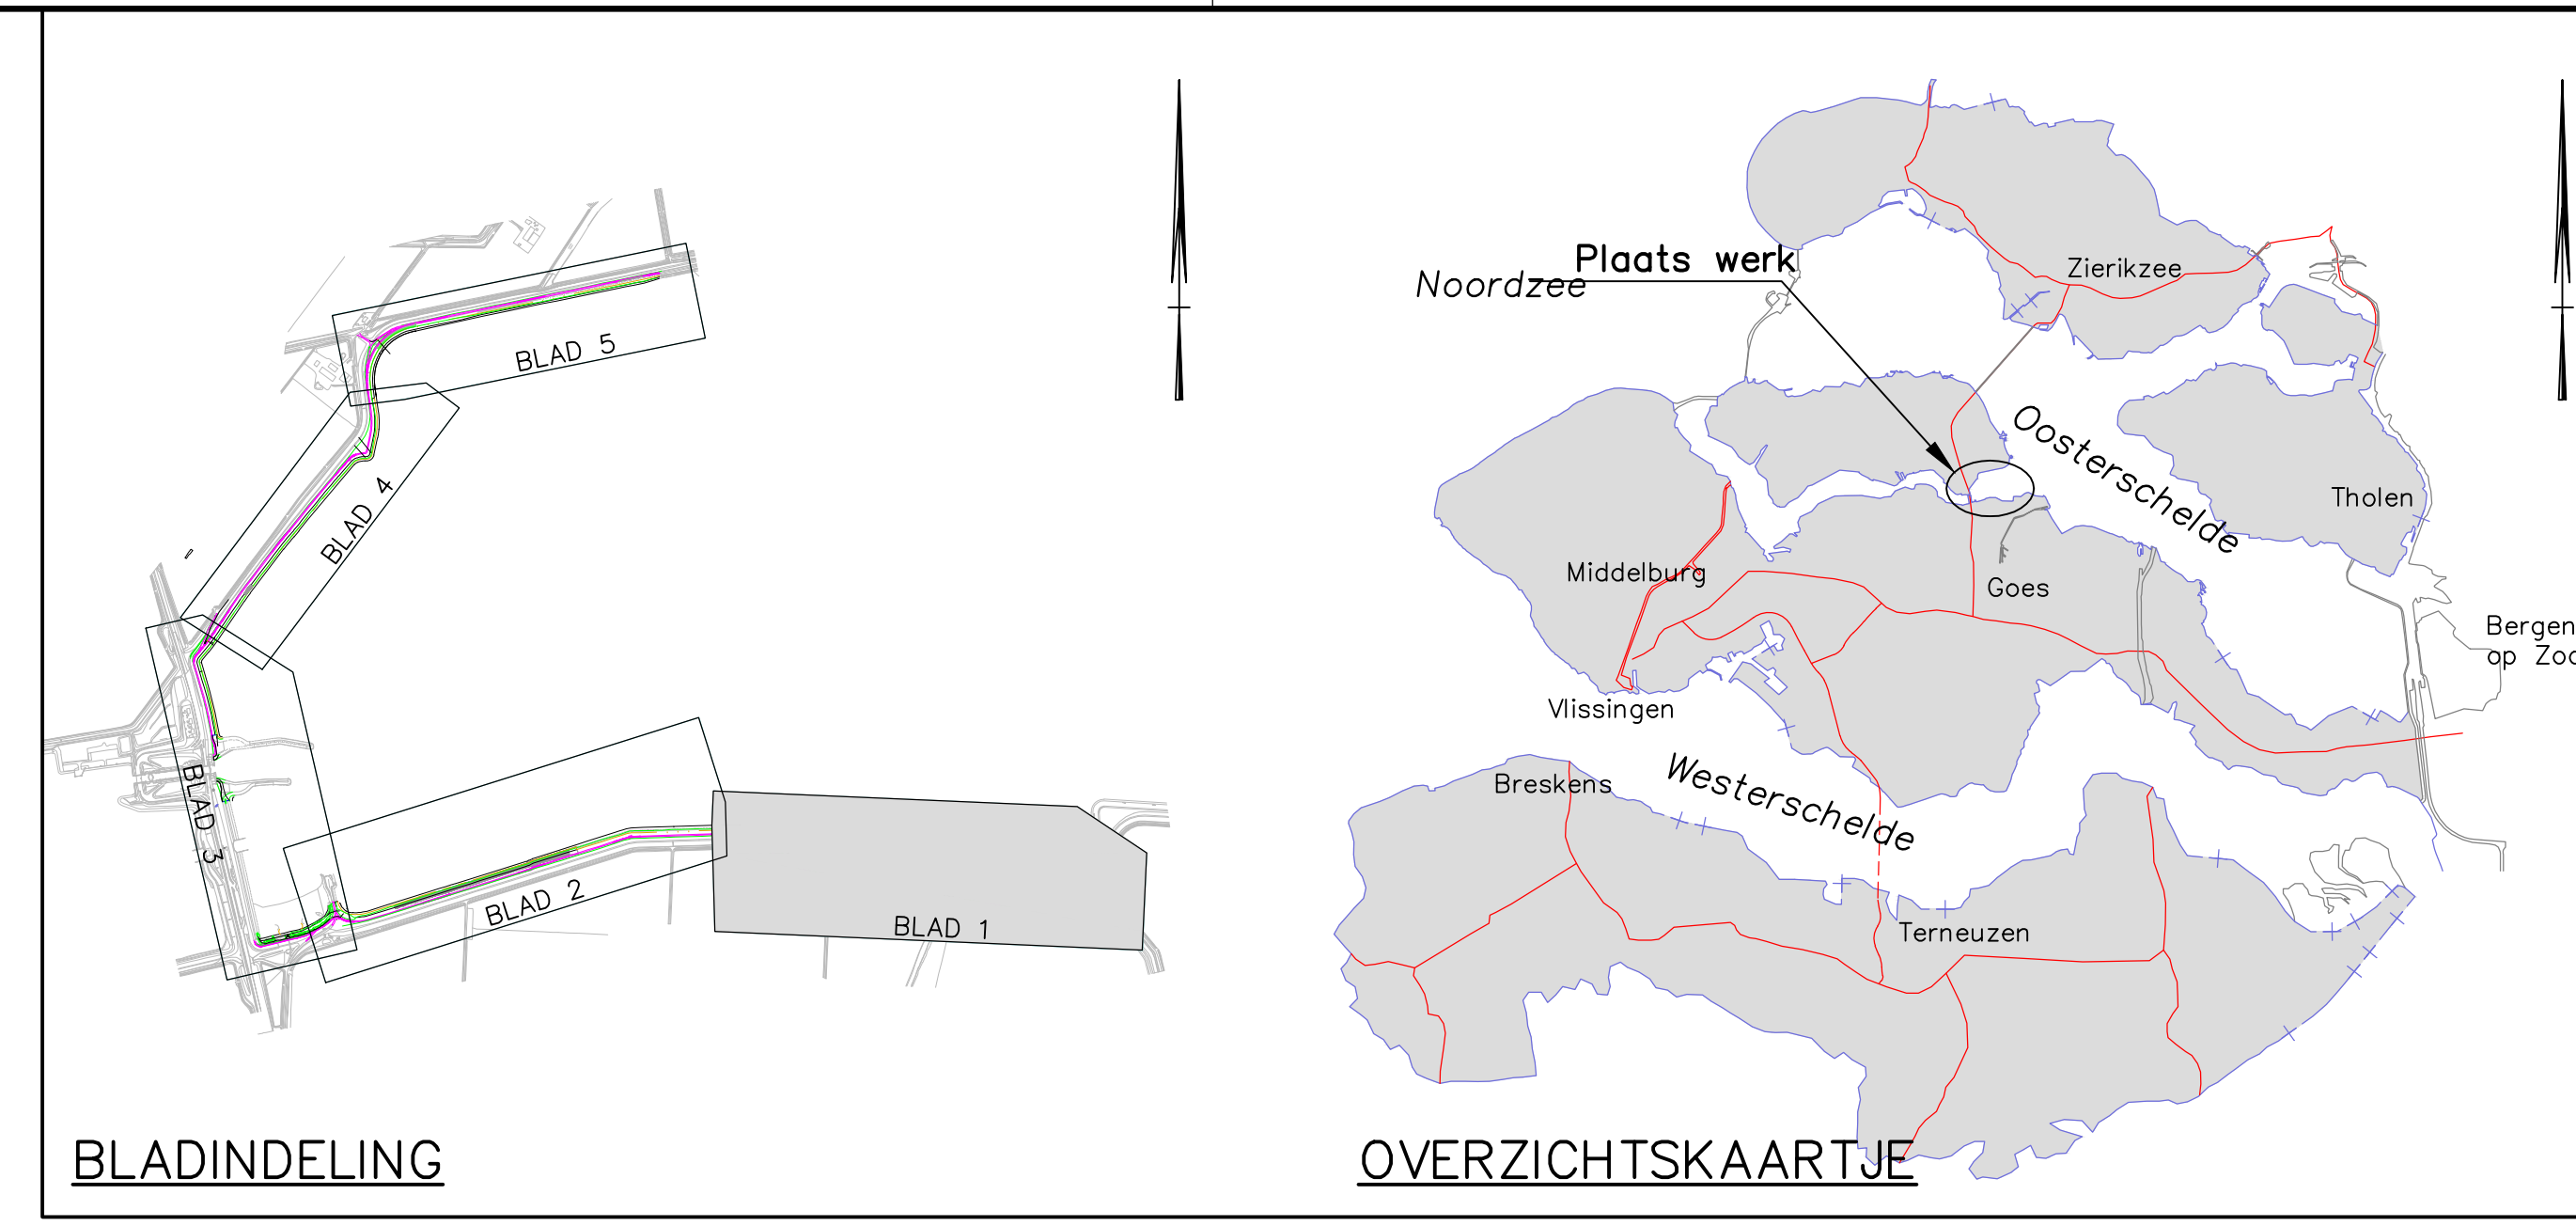 BLAD 5
BLAD 4
BLAD 3
BLAD 2
BLAD 1
BLADINDELING
Plaats werk
Noordzee
Zierikzee
Oosterschelde
Tholen
Middelburg
Goes
Bergen
op
Vlissingen
Westerschelde
Breskens
Terneuzen
OVERZICHTSKAARTJE